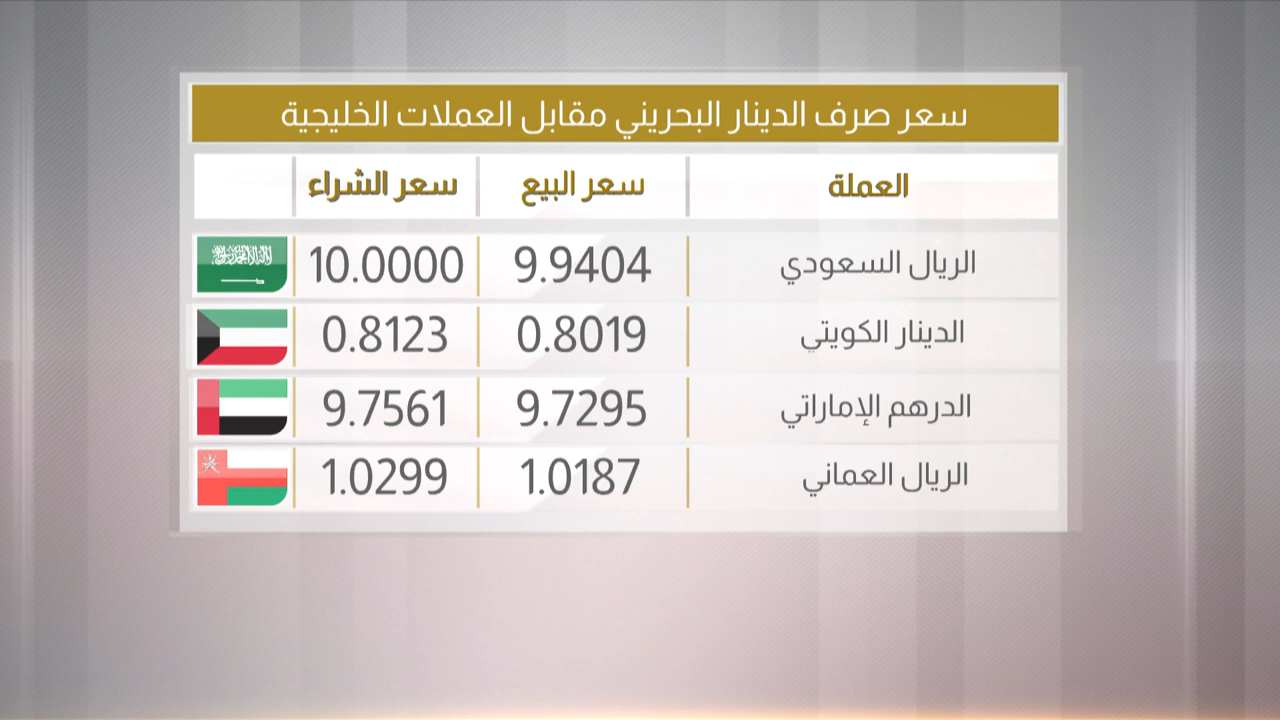 سعر صرف الدينار البحريني مقابل العملات الخليجية
العملة سعر البيع سعر الشراء
الريال السعودي 9.9404 10.0000
الدينار الكويتي 0.8019 0.8123
الدرهم الإماراتي 9.7295 9.7561
الريال العماني 1.0187 1.0299